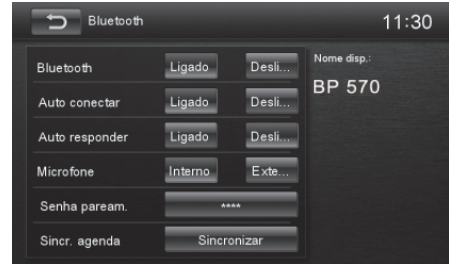 Bluetooth 11:30
Bluetooth Ligado Desli...
Nome disp.:
BP 570
Auto conectar Ligado Desli...
Auto responder Ligado Desli...
Microfone Interno Exte...
Senha paream. ****
Sincr. agenda Sincronizar